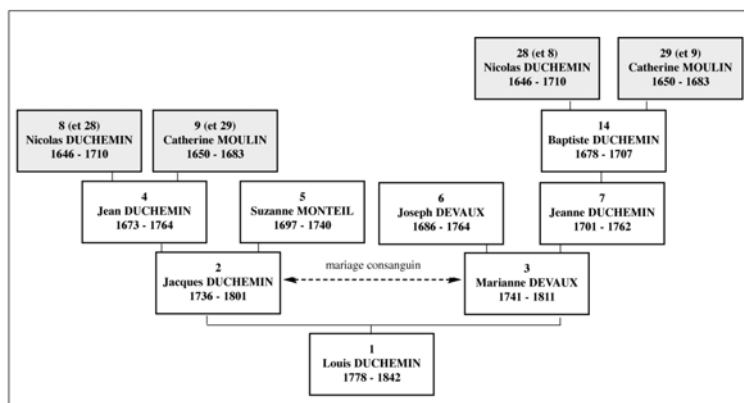 28 (et 8)
Nicolas DUCHEMIN
1646 - 1710
29 (et 9)
Catherine MOULIN
1650 - 1683
8 (et 28)
Nicolas DUCHEMIN
1646 - 1710
9 (et 29)
Catherine MOULIN
1650 - 1683
14
Baptiste DUCHEMIN
1678 - 1707
4
Jean DUCHEMIN
1673 - 1764
5
Suzanne MONTEIL
1697 - 1740
6
Joseph DEVAUX
1686 - 1764
7
Jeanne DUCHEMIN
1701 - 1762
2
Jacques DUCHEMIN
1736 - 1801
mariage consanguin
3
Marianne DEVAUX
1741 - 1811
1
Louis DUCHEMIN
1778 - 1842